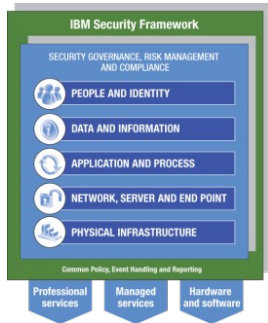 IBM Security Framework
SECURITY GOVERNANCE, RISK MANAGEMENT
AND COMPLIANCE
PEOPLE AND IDENTITY
DATA AND INFORMATION
APPLICATION AND PROCESS
NETWORK, SERVER AND END POINT
PHYSICAL INFRASTRUCTURE
Common Policy, Event Handling and Reporting
Professional
services
Managed
services
Hardware
and software